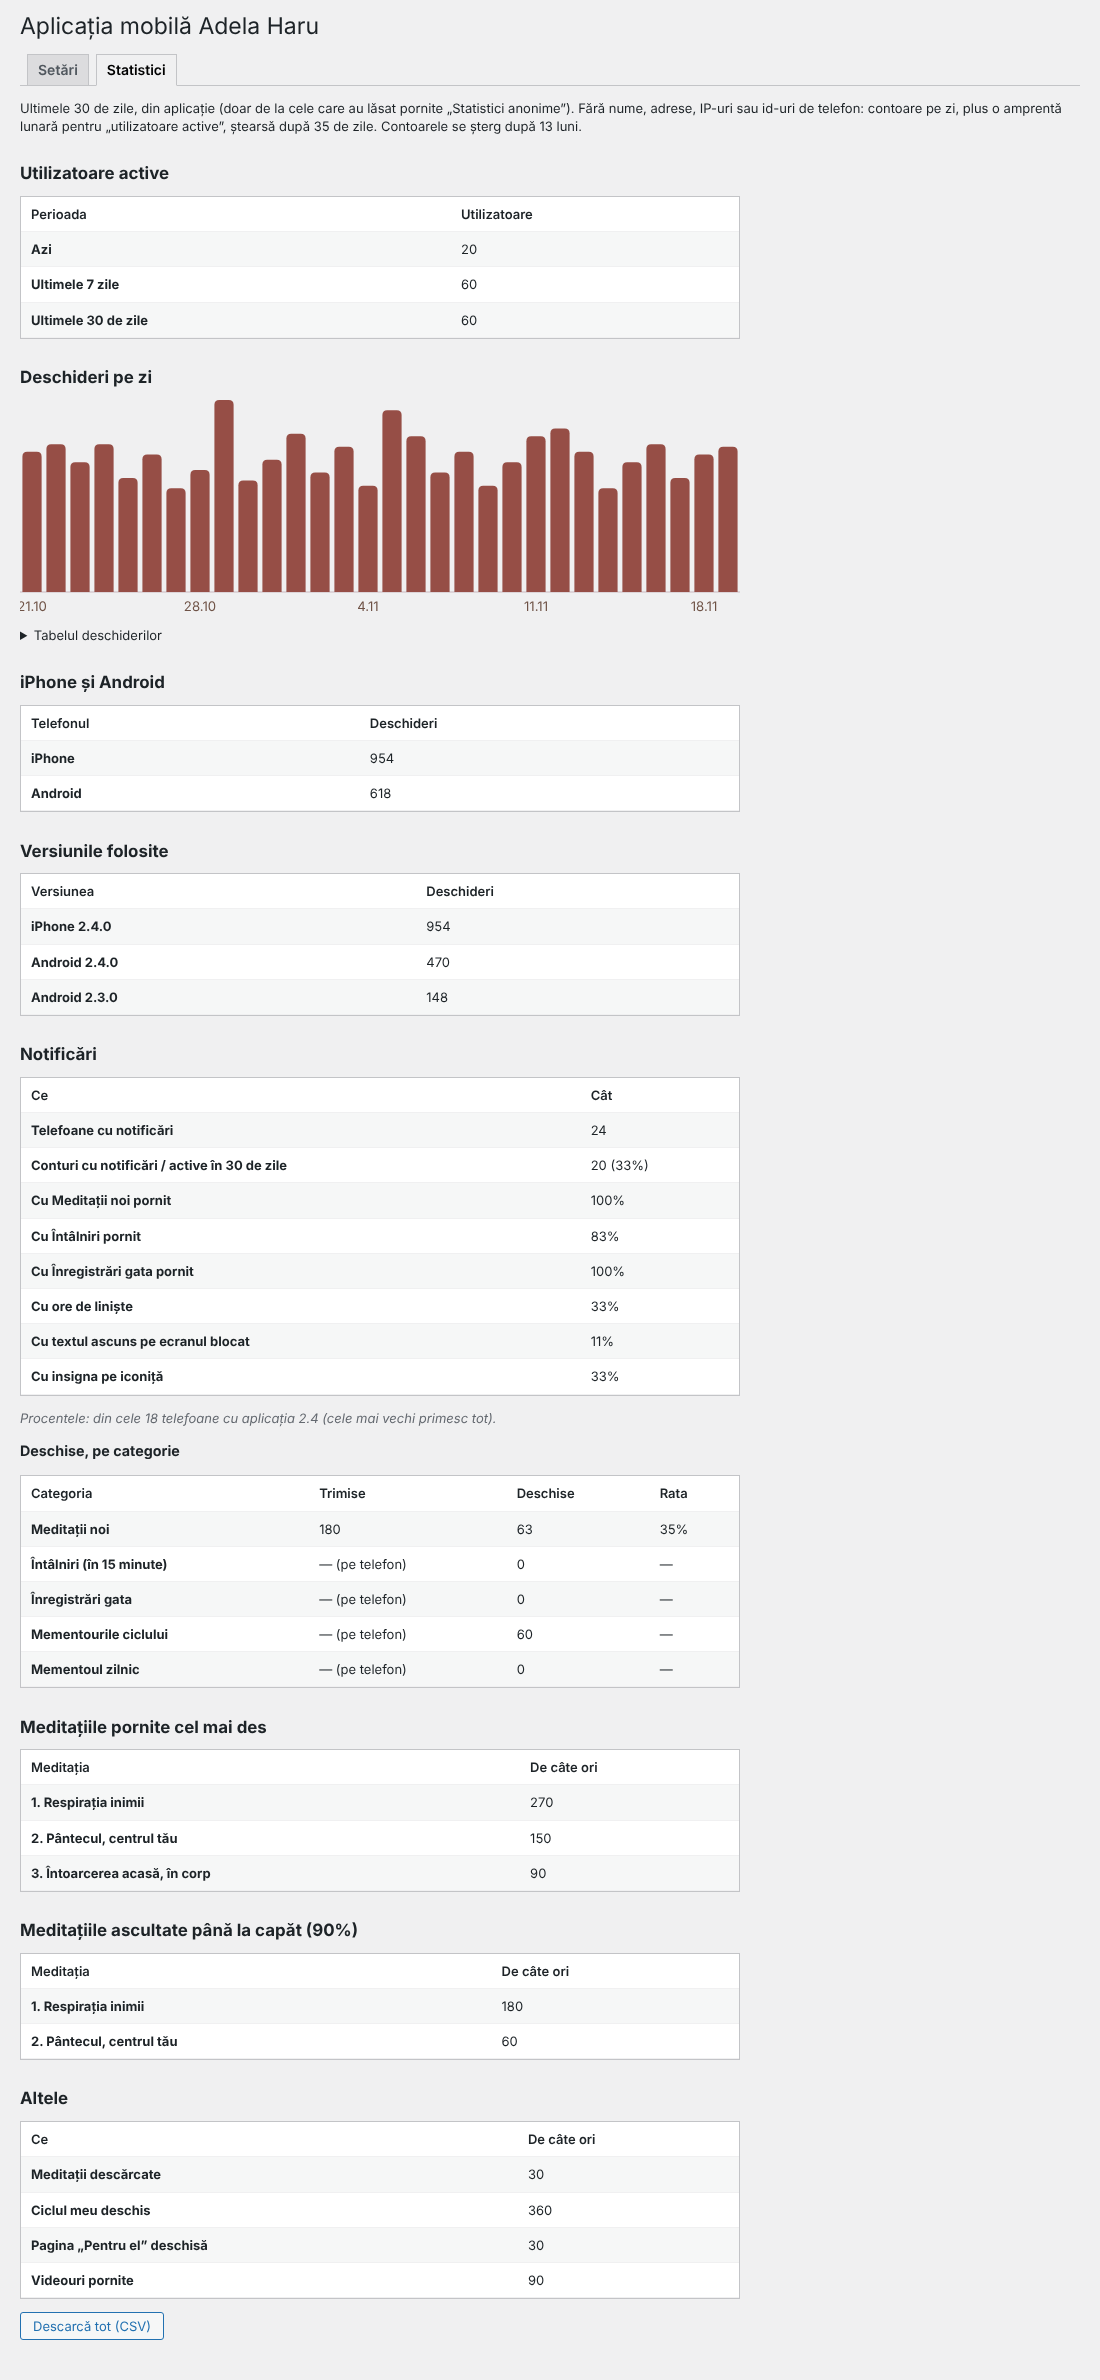 Aplicația mobilă Adela Haru
Setări
Statistici
Ultimele 30 de zile, din aplicație (doar de la cele care au lăsat pornite „Statistici anonime”). Fără nume, adrese, IP-uri sau id-uri de telefon: contoare pe zi, plus o amprentă
lunară pentru „utilizatoare active”, ștearsă după 35 de zile. Contoarele se șterg după 13 luni.
Utilizatoare active
Perioada Utilizatoare
Azi 20
Ultimele 7 zile 60
Ultimele 30 de zile 60
Deschideri pe zi
21.10 28.10 4.11 11.11 18.11
▶ Tabelul deschiderilor
iPhone și Android
Telefonul Deschideri
iPhone 954
Android 618
Versiunile folosite
Versiunea Deschideri
iPhone 2.4.0 954
Android 2.4.0 470
Android 2.3.0 148
Notificări
Ce Cât
Telefoane cu notificări 24
Conturi cu notificări / active în 30 de zile 20 (33%)
Cu Meditații noi pornit 100%
Cu Întâlniri pornit 83%
Cu Înregistrări gata pornit 100%
Cu ore de liniște 33%
Cu textul ascuns pe ecranul blocat 11%
Cu insigna pe iconiță 33%
Procentele: din cele 18 telefoane cu aplicația 2.4 (cele mai vechi primesc tot).
Deschise, pe categorie
Categoria Trimise Deschise Rata
Meditații noi 180 63 35%
Întâlniri (în 15 minute) — (pe telefon) 0 —
Înregistrări gata — (pe telefon) 0 —
Mementourile ciclului — (pe telefon) 60 —
Mementoul zilnic — (pe telefon) 0 —
Meditațiile pornite cel mai des
Meditația De câte ori
1. Respirația inimii 270
2. Pântecul, centrul tău 150
3. Întoarcerea acasă, în corp 90
Meditațiile ascultate până la capăt (90%)
Meditația De câte ori
1. Respirația inimii 180
2. Pântecul, centrul tău 60
Altele
Ce De câte ori
Meditații descărcate 30
Ciclul meu deschis 360
Pagina „Pentru el” deschisă 30
Videouri pornite 90
Descarcă tot (CSV)